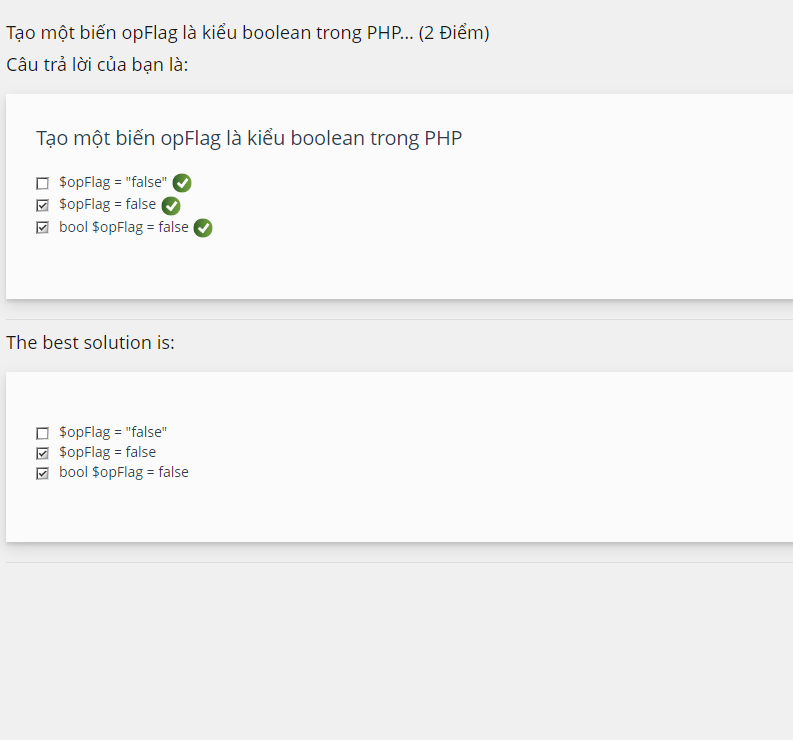 Tạo một biến opFlag là kiểu boolean trong PHP... (2 Điểm)
Câu trả lời của bạn là:
Tạo một biến opFlag là kiểu boolean trong PHP
$opFlag = "false"
$opFlag = false
bool $opFlag = false
The best solution is:
$opFlag = "false"
$opFlag = false
bool $opFlag = false